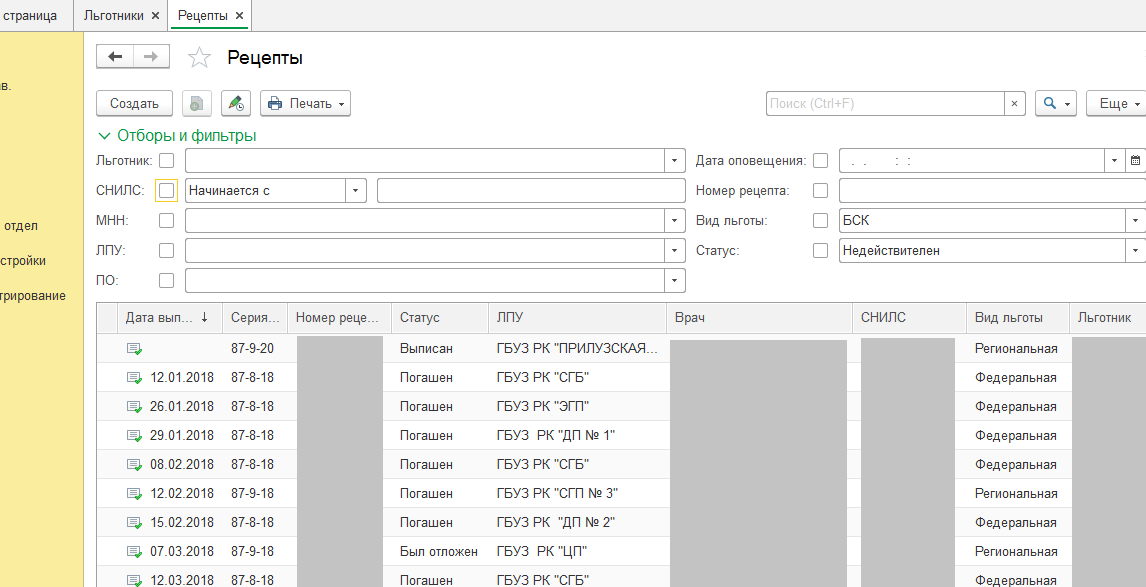 страница Льготники × Рецепты ×
Рецепты
Создать Печать Поиск (Ctrl+F) × Еще
Отборы и фильтры
Льготник: Дата оповещения: . . : :
СНИЛС: Начинается с Номер рецепта:
МНН: Вид льготы: БСК
ЛПУ: Статус: Недействителен
ПО:
ав.
отдел
стройки
трирование
Дата вып... ↓ Серия... Номер реце... Статус ЛПУ Врач СНИЛС Вид льготы Льготник
87-9-20 Выписан ГБУЗ РК "ПРИЛУЗСКАЯ... Региональная
12.01.2018 87-8-18 Погашен ГБУЗ РК "СГБ" Федеральная
26.01.2018 87-8-18 Погашен ГБУЗ РК "ЭГП" Федеральная
29.01.2018 87-8-18 Погашен ГБУЗ РК "ДП № 1" Федеральная
08.02.2018 87-8-18 Погашен ГБУЗ РК "СГБ" Федеральная
12.02.2018 87-9-18 Погашен ГБУЗ РК "СГП № 3" Региональная
15.02.2018 87-8-18 Погашен ГБУЗ РК "ДП № 2" Федеральная
07.03.2018 87-9-18 Был отложен ГБУЗ РК "ЦП" Региональная
12.03.2018 87-8-18 Погашен ГБУЗ РК "СГБ" Федеральная